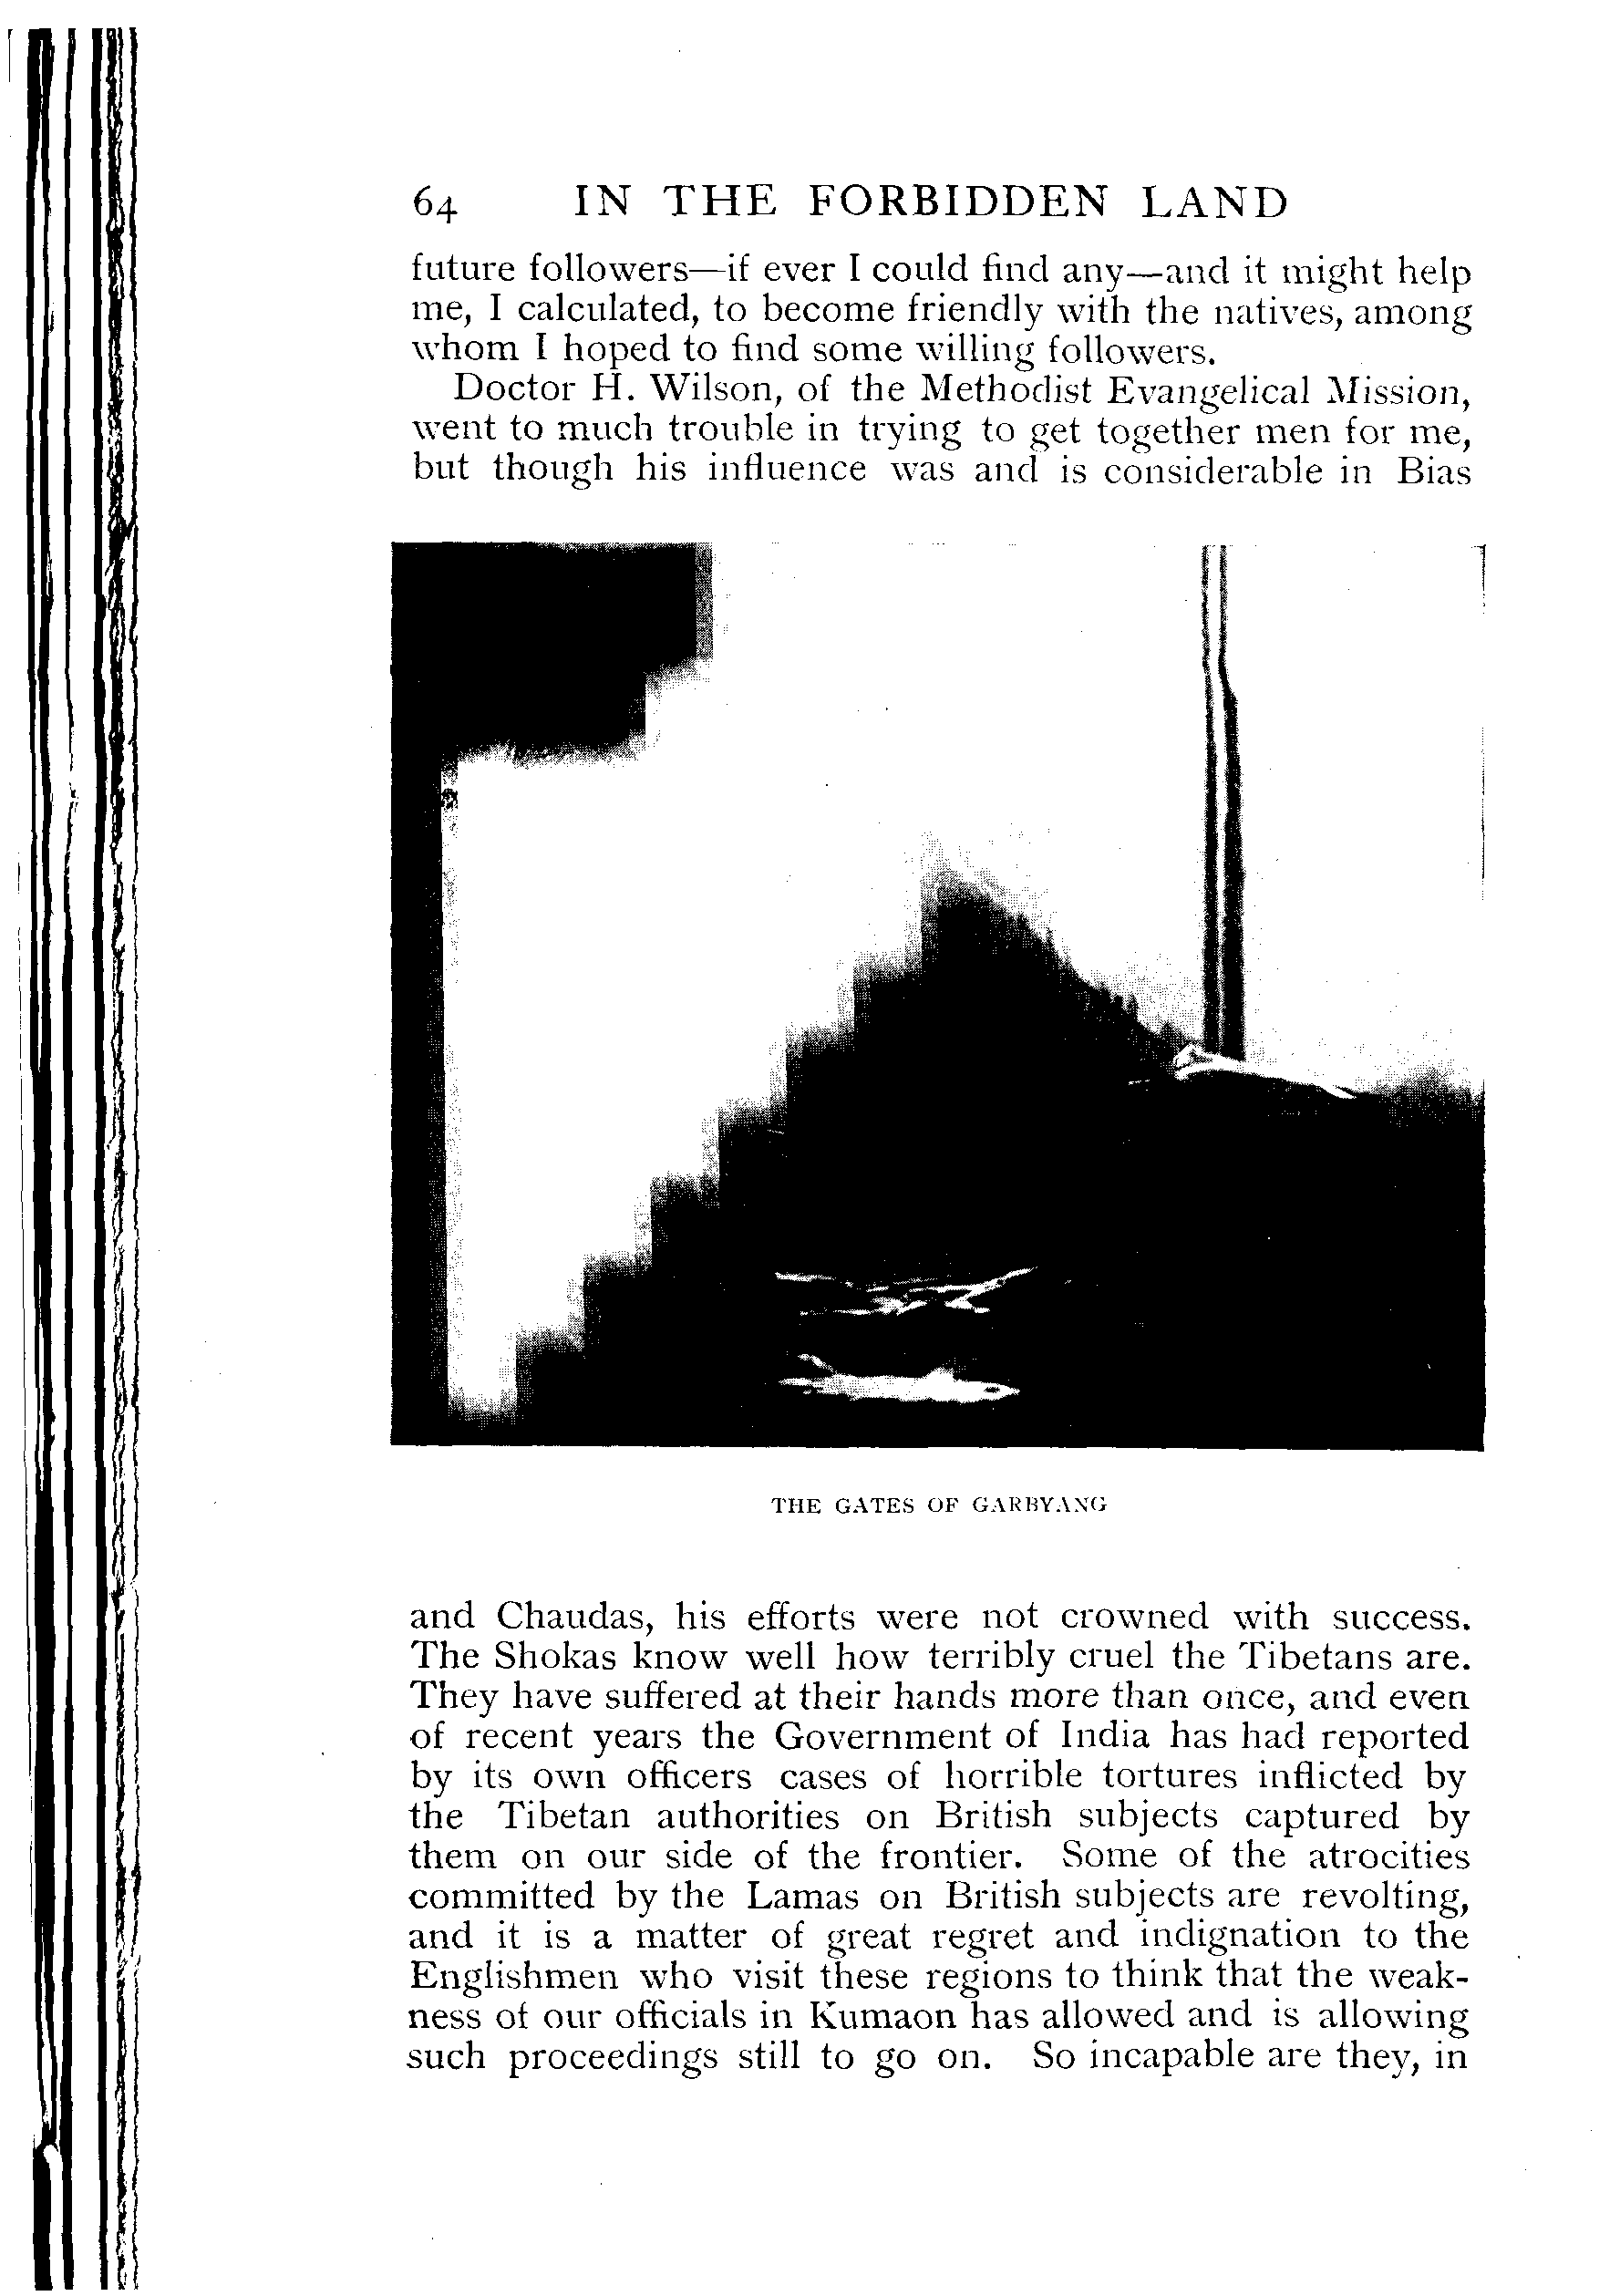 64 IN THE FORBIDDEN LAND
future followers—if ever I could find any—and it might help
me, I calculated, to become friendly with the natives, among
whom I hoped to find some willing followers.
Doctor H. Wilson, of the Methodist Evangelical Mission,
went to much trouble in trying to get together men for me,
but though his influence was and is considerable in Bias
THE GATES OF GARBYANG
and Chaudas, his efforts were not crowned with success.
The Shokas know well how terribly cruel the Tibetans are.
They have suffered at their hands more than once, and even
of recent years the Government of India has had reported
by its own officers cases of horrible tortures inflicted by
the Tibetan authorities on British subjects captured by
them on our side of the frontier. Some of the atrocities
committed by the Lamas on British subjects are revolting,
and it is a matter of great regret and indignation to the
Englishmen who visit these regions to think that the weak-
ness of our officials in Kumaon has allowed and is allowing
such proceedings still to go on. So incapable are they, in